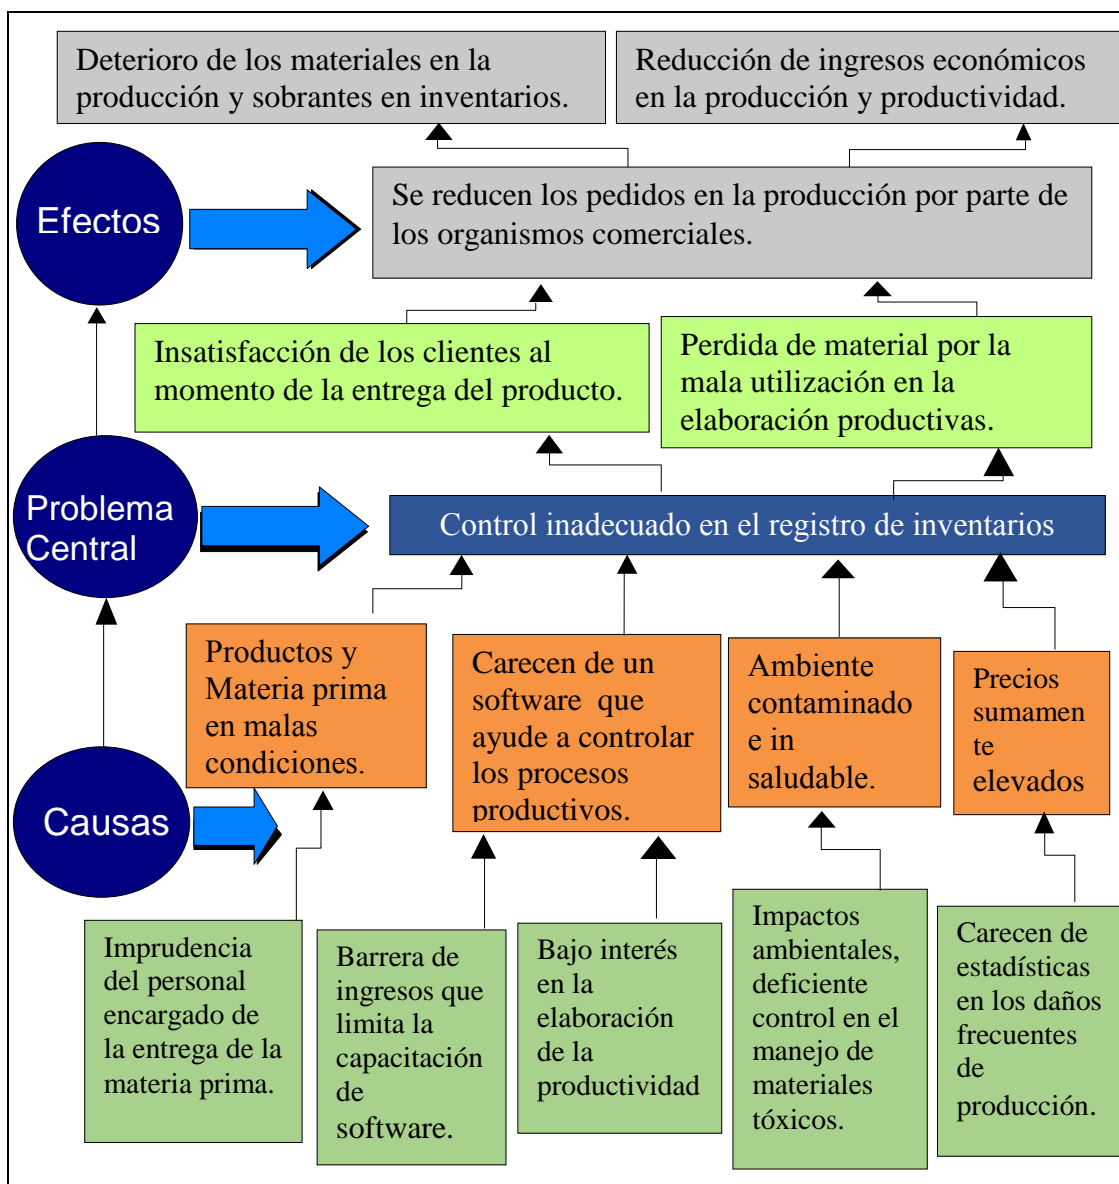 Deterioro de los materiales en la
producción y sobrantes en inventarios.
Reducción de ingresos económicos
en la producción y productividad.
Efectos
Se reducen los pedidos en la producción por parte de
los organismos comerciales.
Insatisfacción de los clientes al
momento de la entrega del producto.
Perdida de material por la
mala utilización en la
elaboración productivas.
Problema
Central
Control inadecuado en el registro de inventarios
Productos y
Materia prima
en malas
condiciones.
Carecen de un
software que
ayude a controlar
los procesos
productivos.
Ambiente
contaminado
e in
saludable.
Precios
sumamen
te
elevados
Causas
Imprudencia
del personal
encargado de
la entrega de la
materia prima.
Barrera de
ingresos que
limita la
capacitación
de
software.
Bajo interés
en la
elaboración
de la
productividad
Impactos
ambientales,
deficiente
control en el
manejo de
materiales
tóxicos.
Carecen de
estadísticas
en los daños
frecuentes
de
producción.